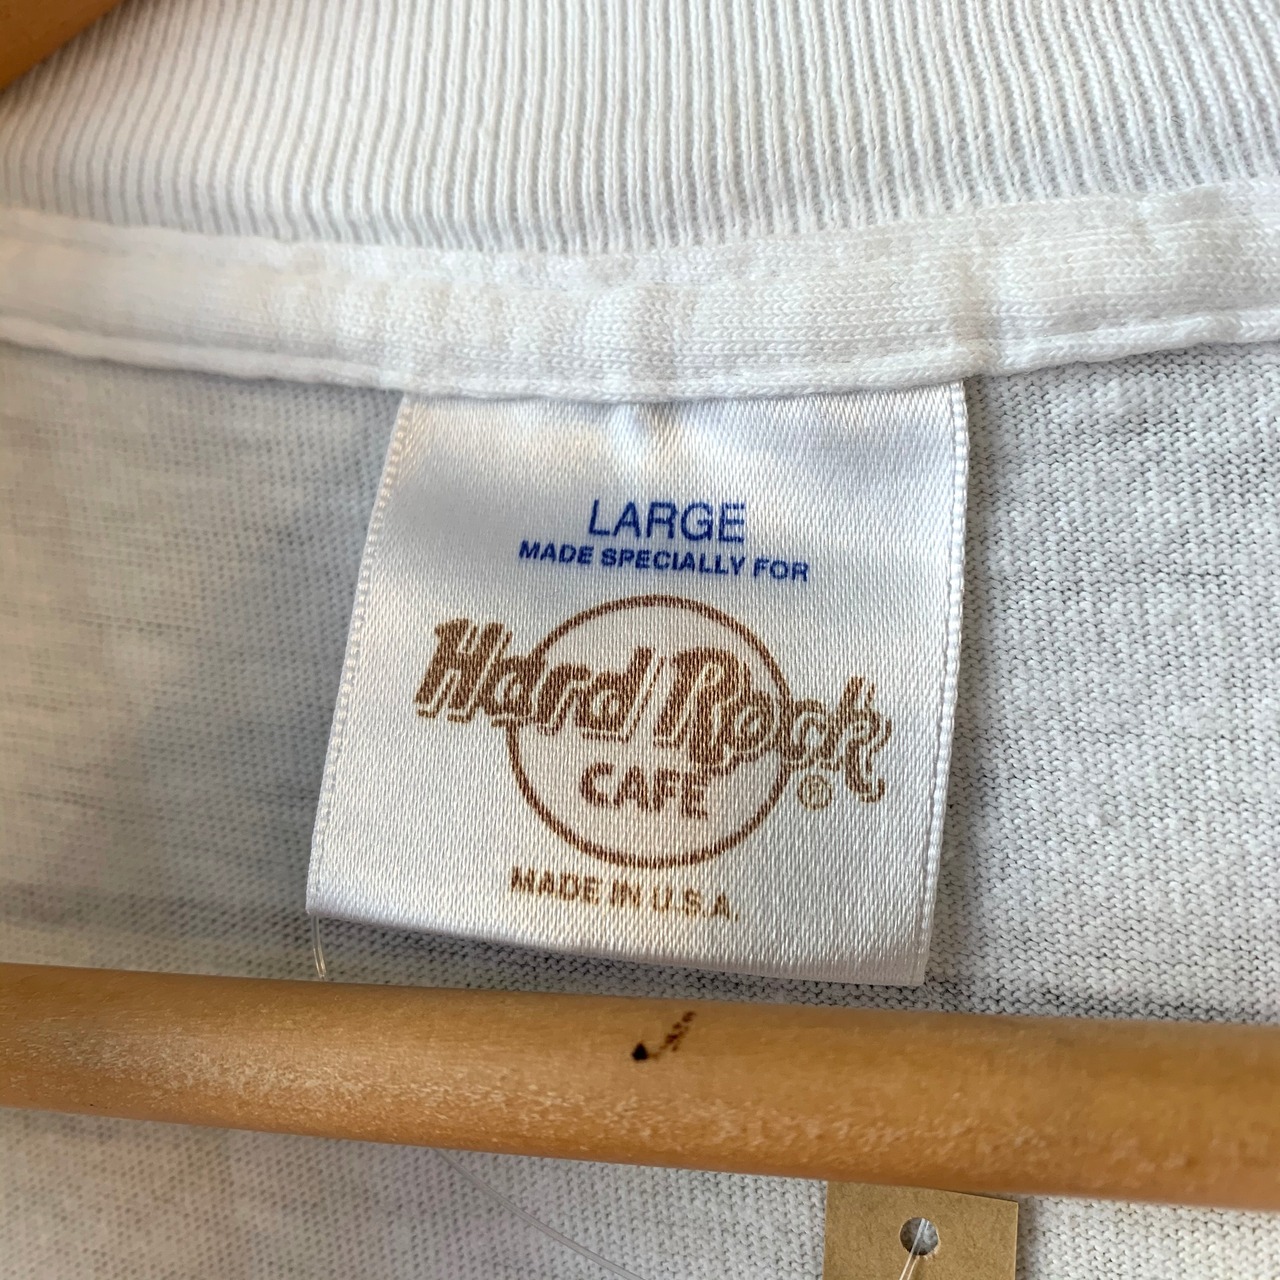 LARGE
MADE SPECIALLY FOR
Hard Rock
CAFE
®
MADE IN U.S.A.